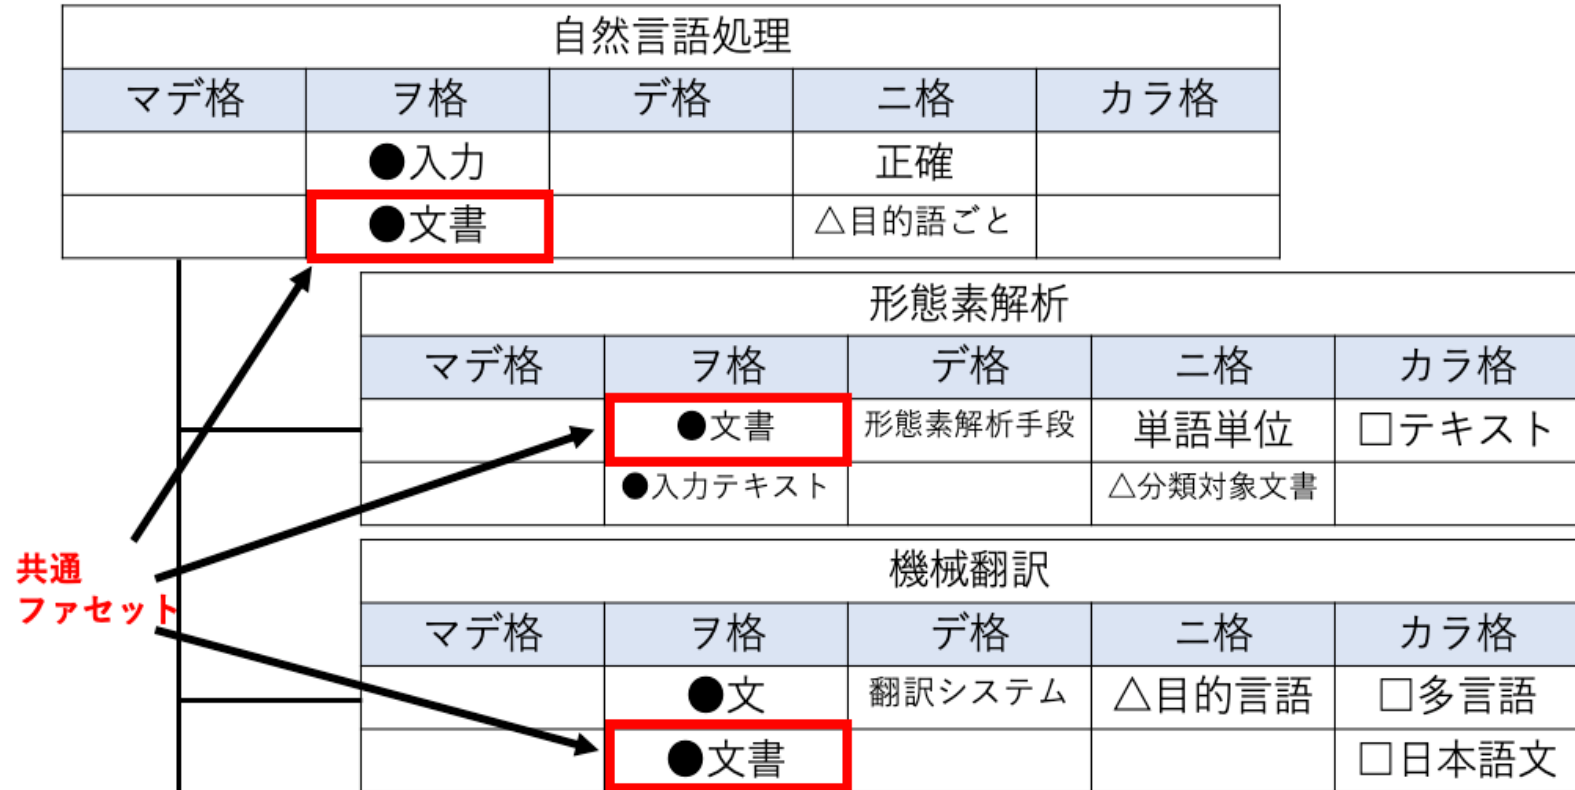 自然言語処理
マデ格 ヲ格 デ格 ニ格 カラ格
●入力 正確
●文書 △目的語ごと
形態素解析
マデ格 ヲ格 デ格 ニ格 カラ格
●文書 形態素解析手段 単語単位 □テキスト
●入力テキスト △分類対象文書
共通
ファセット
機械翻訳
マデ格 ヲ格 デ格 ニ格 カラ格
●文 翻訳システム △目的言語 □多言語
●文書 □日本語文